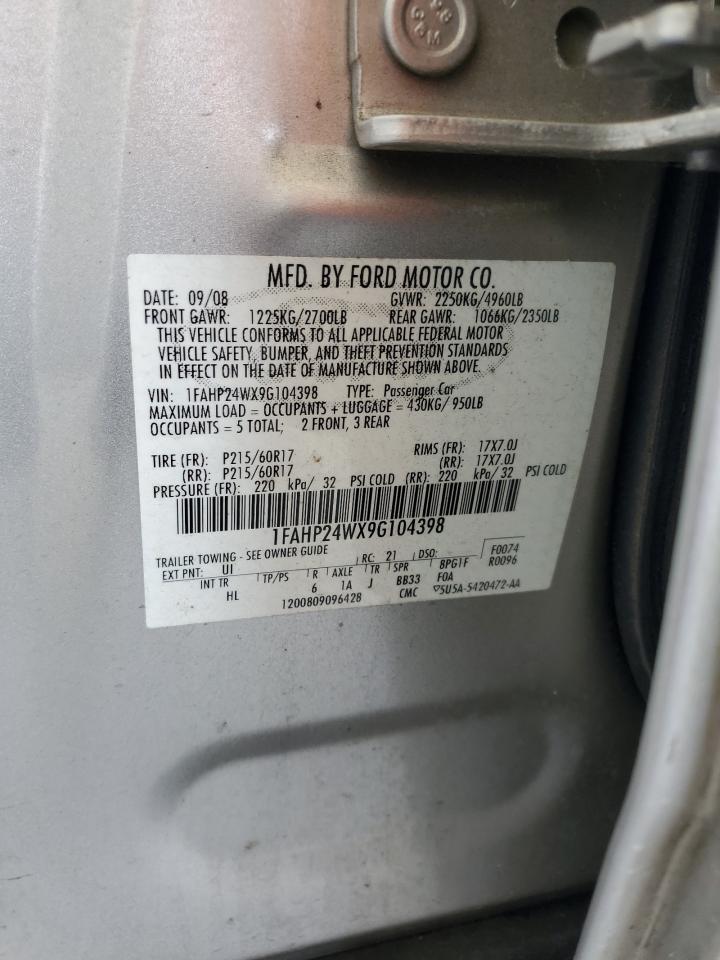 98
GBM
MFD. BY FORD MOTOR CO.
DATE: 09/08 GVWR: 2250KG/4960LB
FRONT GAWR: 1225KG/2700LB REAR GAWR: 1066KG/2350LB
THIS VEHICLE CONFORMS TO ALL APPLICABLE FEDERAL MOTOR
VEHICLE SAFETY, BUMPER, AND THEFT PREVENTION STANDARDS
IN EFFECT ON THE DATE OF MANUFACTURE SHOWN ABOVE.
VIN: 1FAHP24WX9G104398 TYPE: Passenger Car
MAXIMUM LOAD = OCCUPANTS + LUGGAGE = 430KG/ 950LB
OCCUPANTS = 5 TOTAL; 2 FRONT, 3 REAR
TIRE (FR): P215/60R17 RIMS (FR): 17X7.0J
(RR): P215/60R17 (RR): 17X7.0J
PRESSURE (FR): 220 kPa/ 32 PSI COLD (RR): 220 kPa/ 32 PSI COLD
1FAHP24WX9G104398
TRAILER TOWING - SEE OWNER GUIDE
EXT PNT: UI RC: 21 DSO: F0074
R0096
INT TR TP/PS R AXLE TR SPR BPG1F
HL 6 1A J BB33 F0A
1200809096428 CMC ▽5U5A-5420472-AA